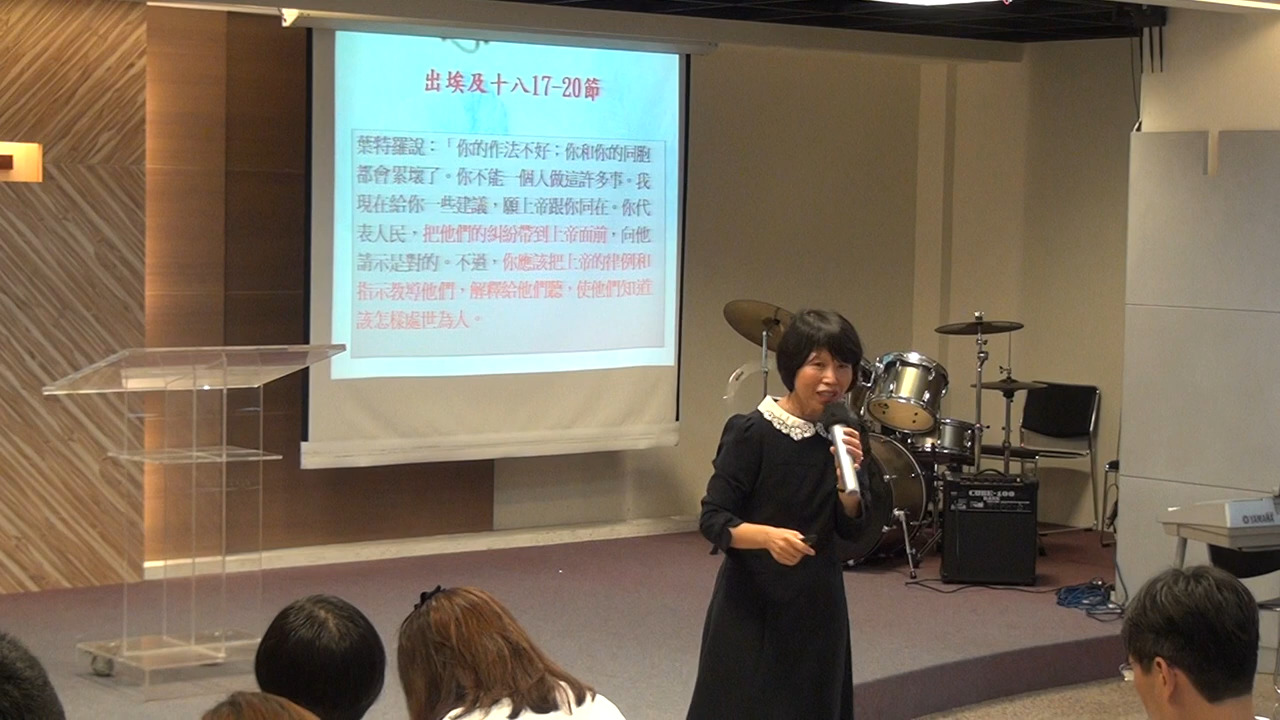 出埃及十八17-20節
葉特羅說：「你的作法不好；你和你的同胞
都會累壞了。你不能一個人做這許多事。我
現在給你一些建議，願上帝跟你同在。你代
表人民，把他們的糾紛帶到上帝面前，向他
請示是對的。不過，你應該把上帝的律例和
指示教導他們，解釋給他們聽，使他們知道
該怎樣處世為人。
CUBE-100
BASS
YAMAHA